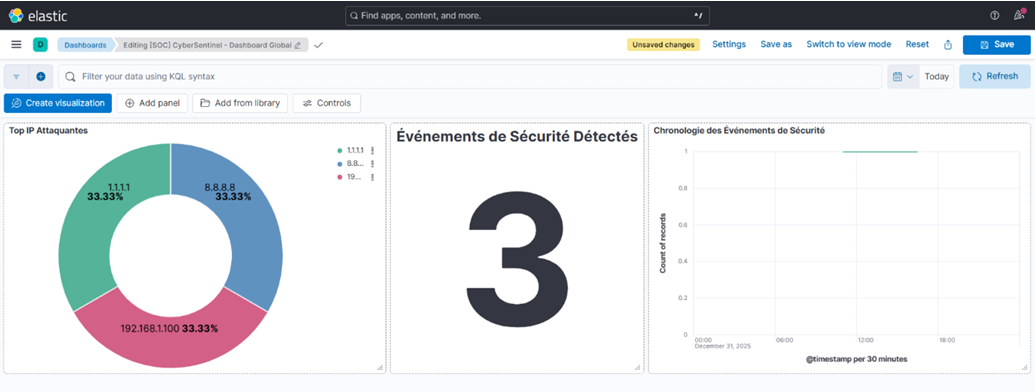 elastic
Find apps, content, and more.
^/
D
Dashboards
Editing [SOC] CyberSentinel - Dashboard Global
Unsaved changes
Settings
Save as
Switch to view mode
Reset
Save
Filter your data using KQL syntax
Today
Refresh
Create visualization
Add panel
Add from library
Controls
Top IP Attaquantes
1.1.1.1
33.33%
8.8.8.8
33.33%
192.168.1.100 33.33%
1.1.1.1
8.8...
19...
Événements de Sécurité Détectés
3
Chronologie des Événements de Sécurité
Count of records
1
0.8
0.6
0.4
0.2
0
00:00
December 31, 2025
06:00
12:00
18:00
@timestamp per 30 minutes